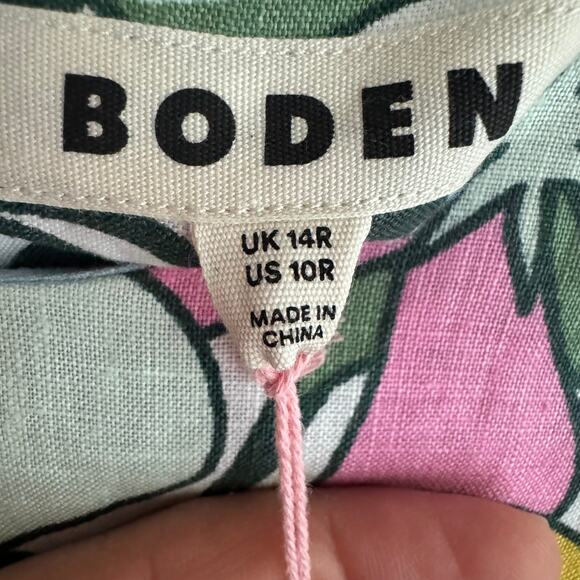 BODEN
UK 14R
US 10R
MADE IN
CHINA